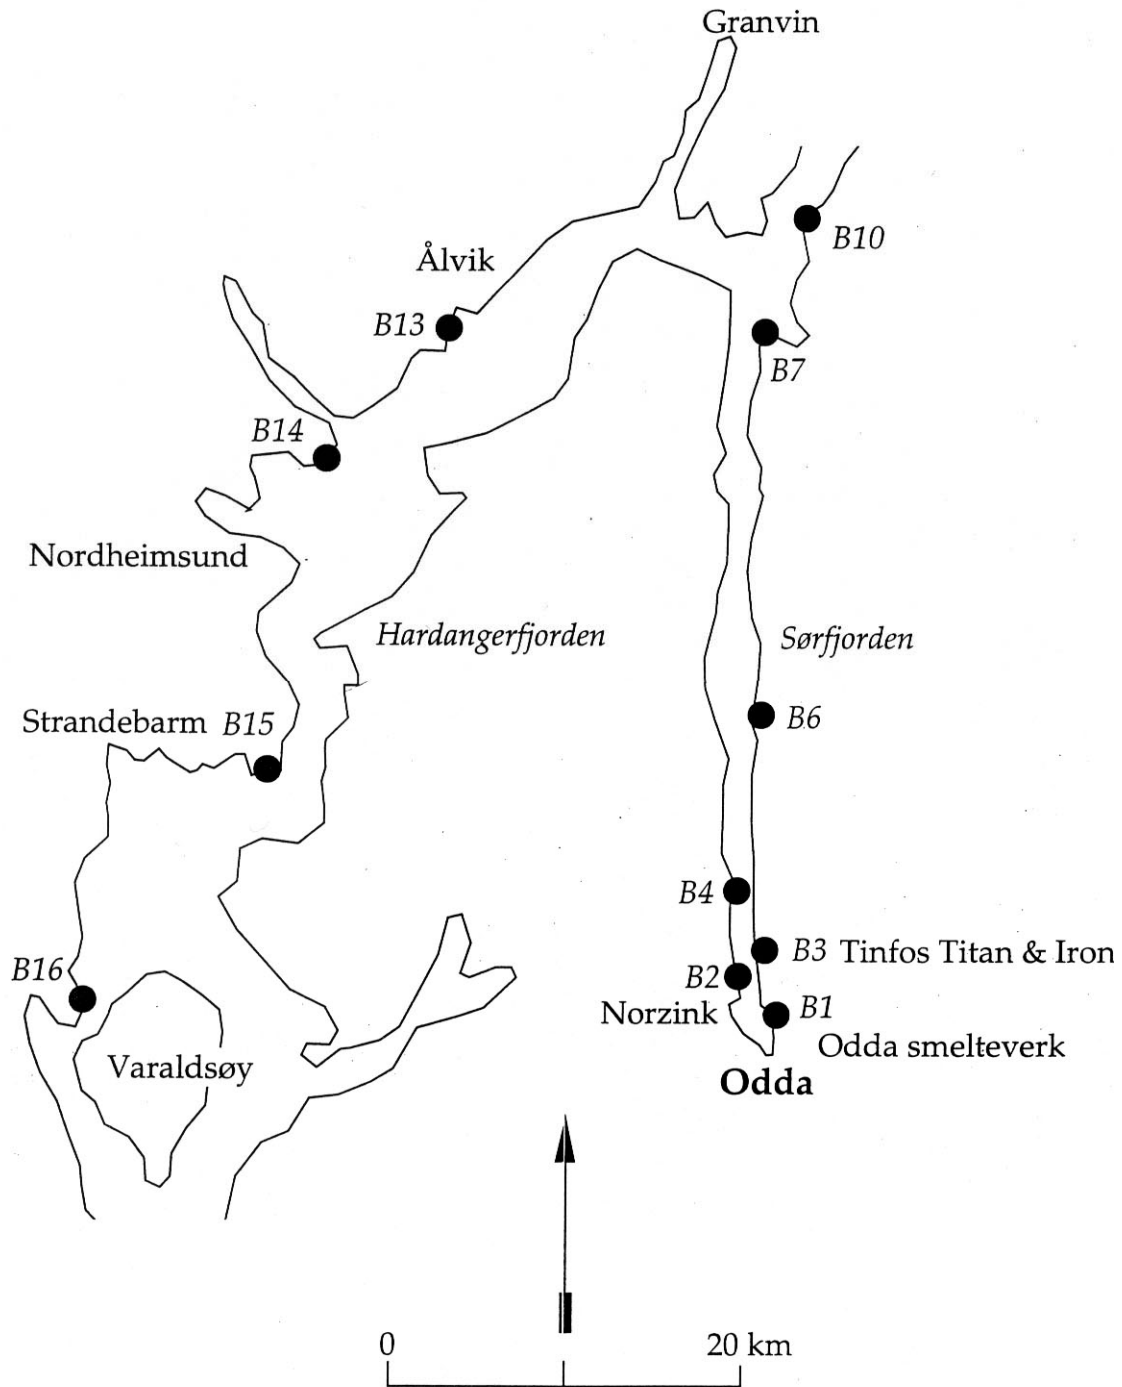 Granvin
B10
Ålvik
B13
B7
B14
Nordheimsund
Hardangerfjorden
Sørfjorden
Strandebarm B15
B6
B4
B3 Tinfos Titan & Iron
B16
B2
Norzink
B1
Odda smelteverk
Varaldsøy
Odda
0
20 km